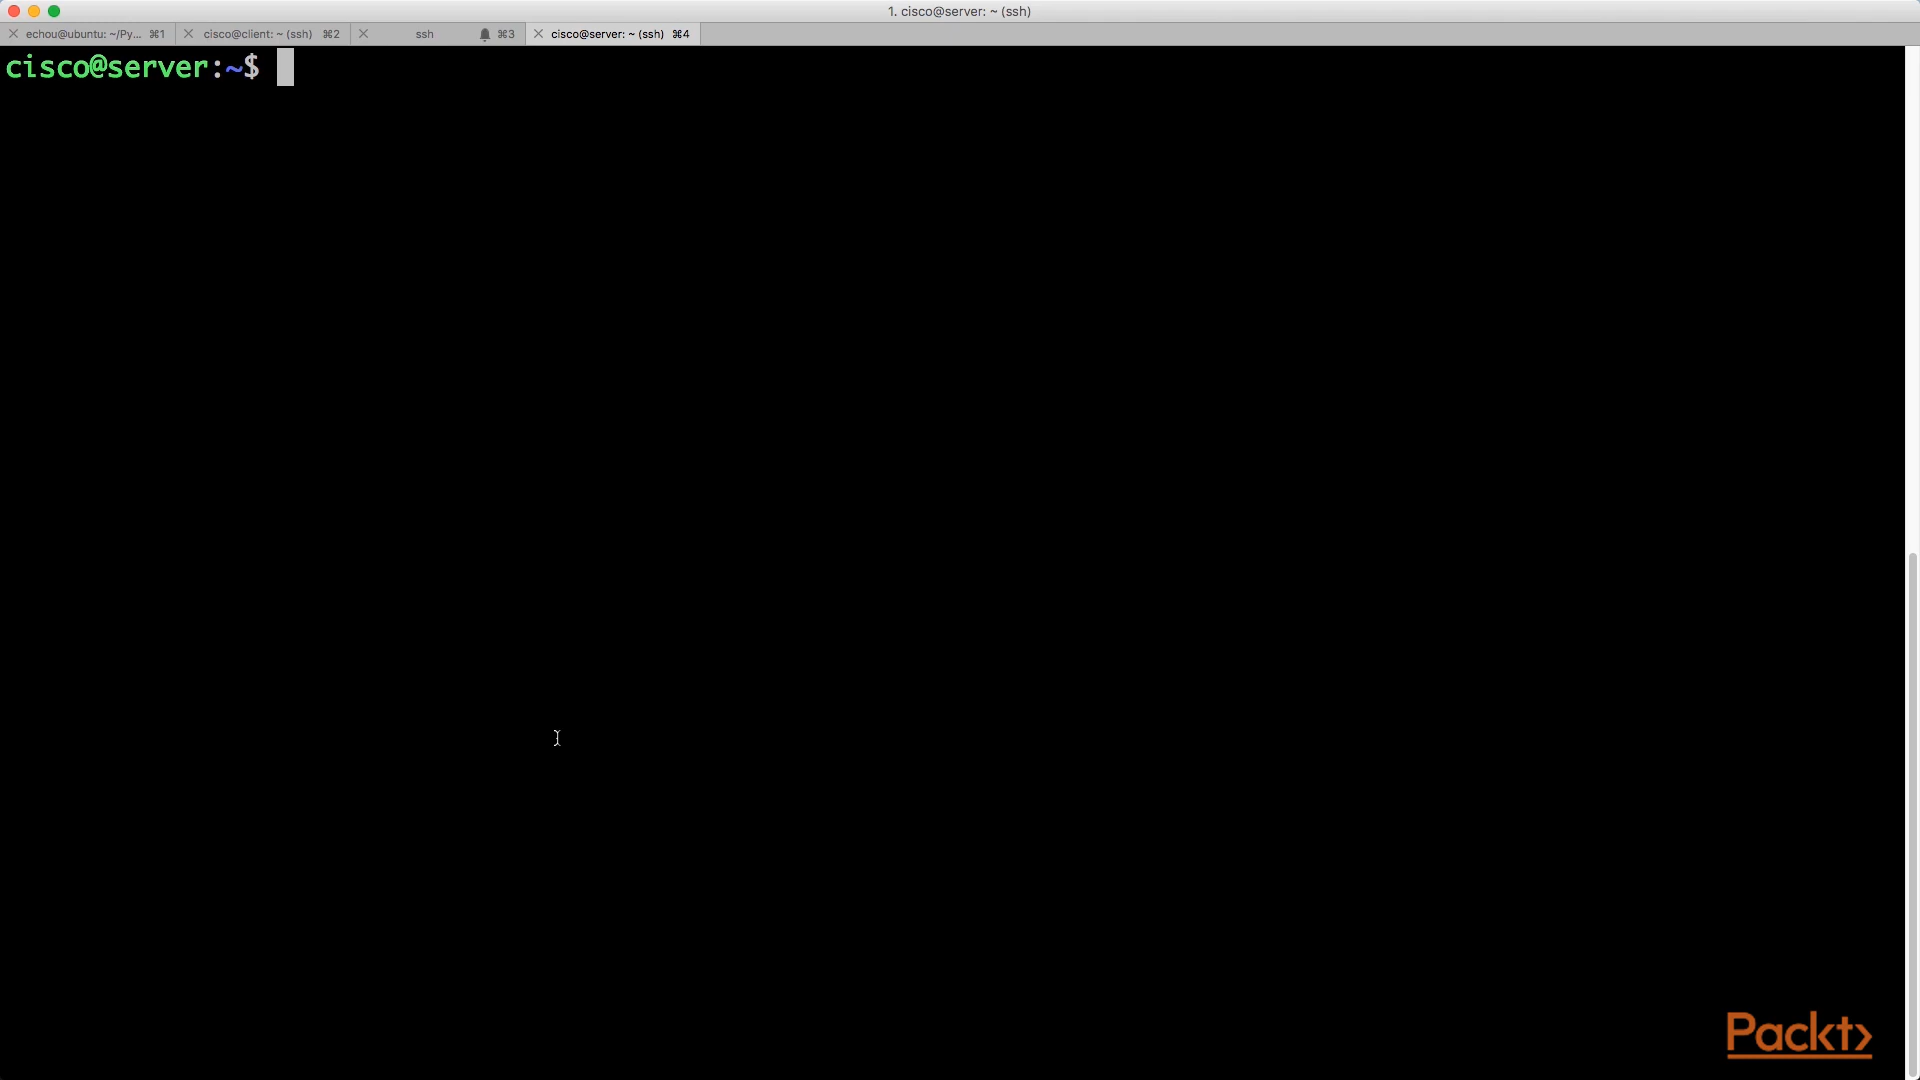 1. cisco@server: ~ (ssh)
echou@ubuntu: ~/Py... ⌘1
cisco@client: ~ (ssh) ⌘2
ssh ⌘3
cisco@server: ~ (ssh) ⌘4
cisco@server:~$
Packt>